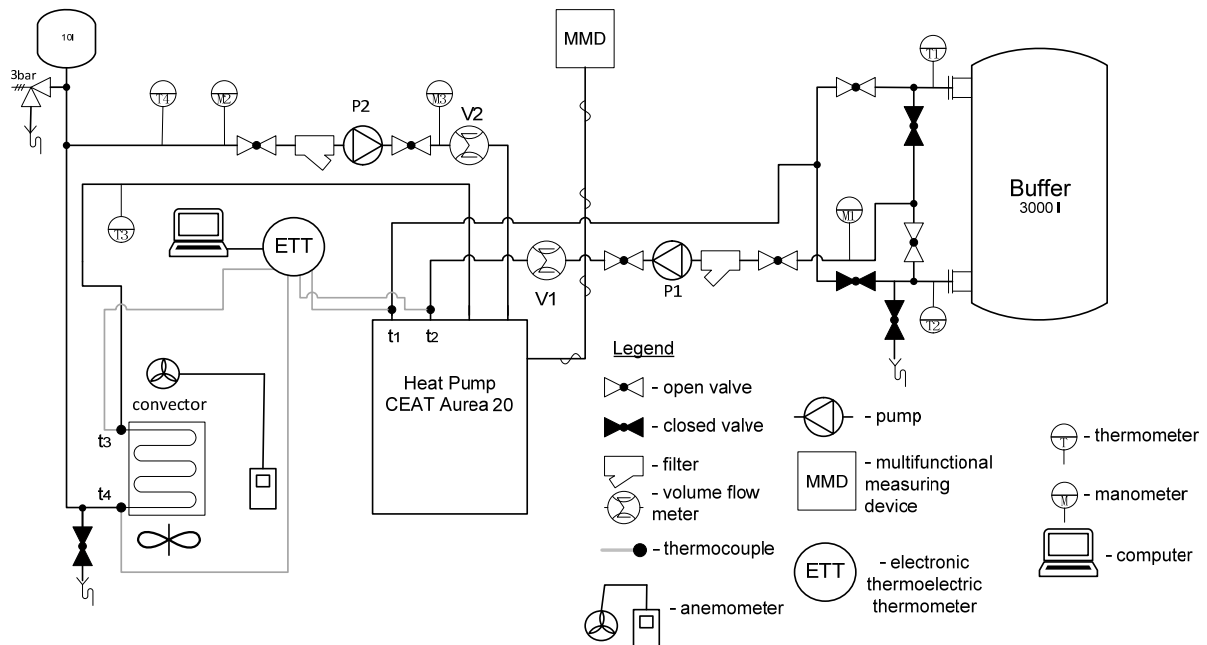 10l
MMD
3bar
T4
M2
P2
M3
V2
T1
Buffer
3000 l
T3
ETT
M1
V1
P1
T2
t1
t2
Heat Pump
CEAT Aurea 20
convector
t3
t4
Legend
- open valve
- closed valve
- filter
- volume flow
meter
- thermocouple
- anemometer
- pump
MMD
- multifunctional
measuring
device
ETT
- electronic
thermoelectric
thermometer
T
- thermometer
M
- manometer
- computer